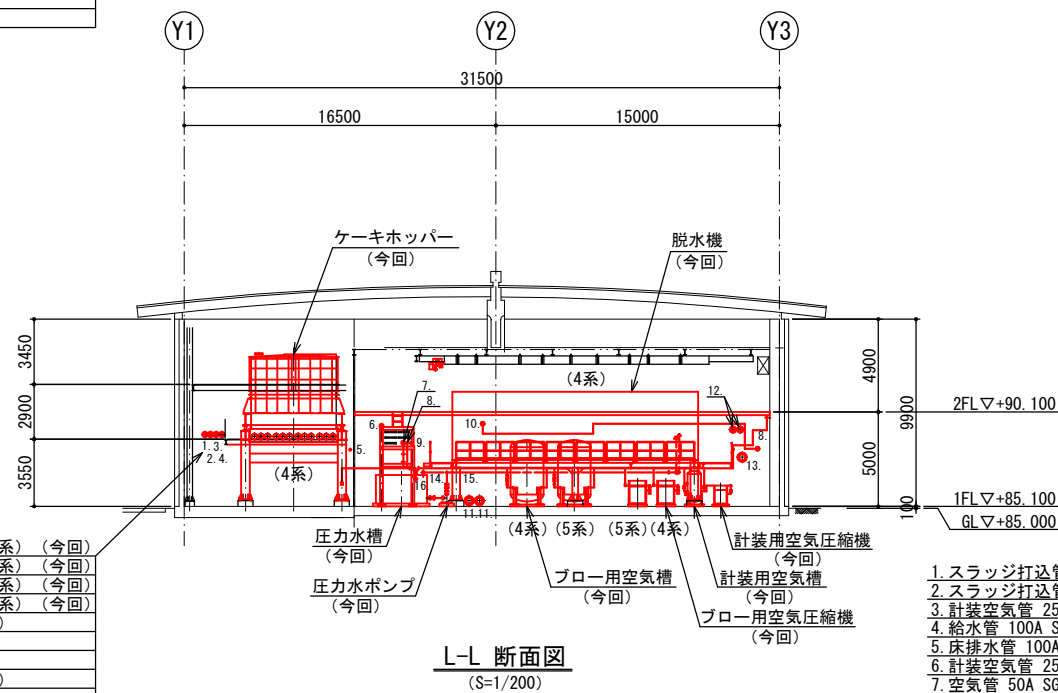 Y1
Y2
Y3
31500
16500
15000
ケーキホッパー
(今回)
脱水機
(今回)
3450
2900
3550
4900
5000
9900
100
2FL▽+90.100
1FL▽+85.100
GL▽+85.000
(4系)
7.
8.
12.
6.
10.
9.
8.
5.
13.
1.3.
2.4.
(4系)
16.
14.
15.
11.11.
(4系)
(5系)
(5系)
(4系)
圧力水槽
(今回)
圧力水ポンプ
(今回)
ブロー用空気槽
(今回)
計装用空気圧縮機
(今回)
計装用空気槽
(今回)
ブロー用空気圧縮機
(今回)
系) (今回)
系) (今回)
系) (今回)
系) (今回)
)
)
L-L 断面図
(S=1/200)
1.スラッジ打込管
2.スラッジ打込管
3.計装空気管 25
4.給水管 100A S
5.床排水管 100A
6.計装空気管 25
7.空気管 50A SG